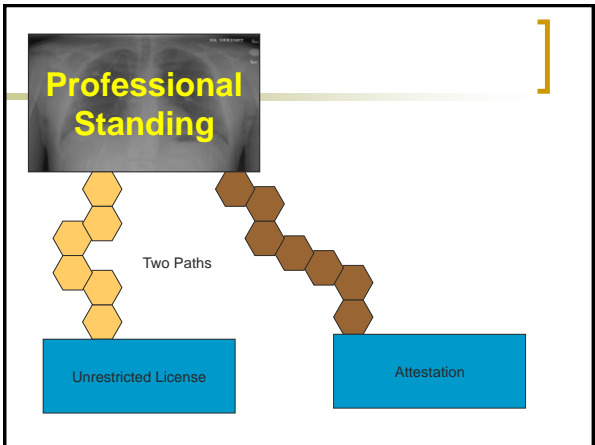 Professional
Standing
Two Paths
Unrestricted License
Attestation